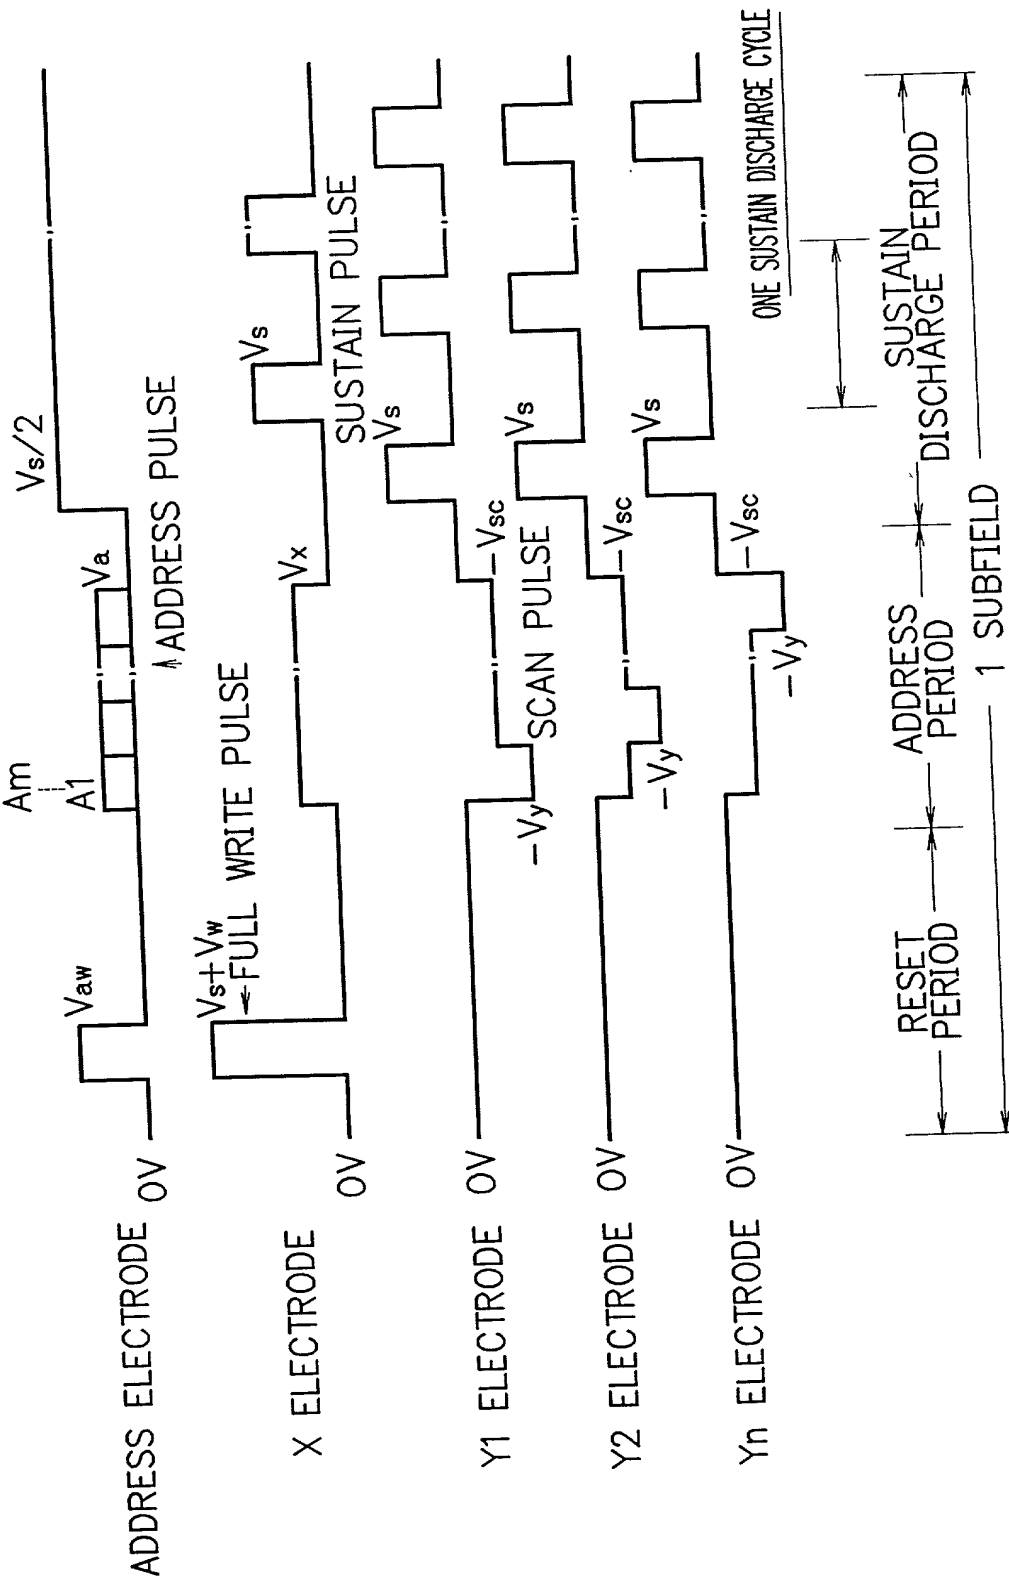 ADDRESS ELECTRODE 0V
Vaw
Am
A1
Va
ADDRESS PULSE
Vs/2
X ELECTRODE
0V
Vs+Vw
FULL WRITE PULSE
Vx
Vs
SUSTAIN PULSE
Y1 ELECTRODE 0V
-Vy
SCAN PULSE
-Vsc
Vs
Y2 ELECTRODE 0V
-Vy
-Vsc
Vs
Yn ELECTRODE 0V
-Vy
-Vsc
Vs
ONE SUSTAIN DISCHARGE CYCLE
RESET
PERIOD
ADDRESS
PERIOD
SUSTAIN
DISCHARGE PERIOD
1 SUBFIELD